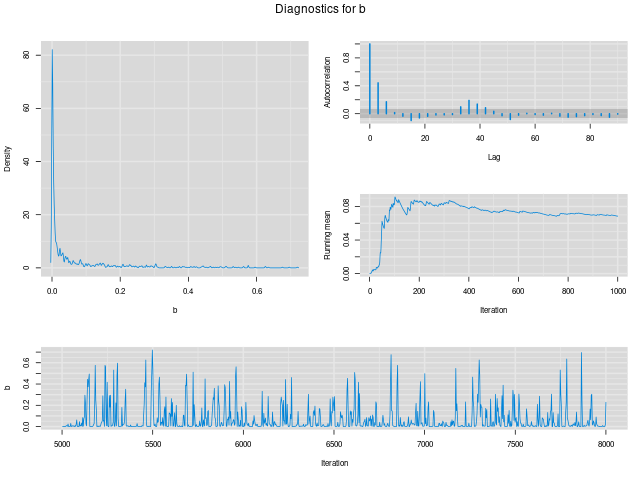 Diagnostics for b
Density
0 20 40 60 80
0.0 0.2 0.4 0.6
b
Autocorrelation
0.0 0.4 0.8
0 20 40 60 80
Lag
Running mean
0.00 0.04 0.08
0 200 400 600 800 1000
Iteration
b
0.0 0.2 0.4 0.6
5000 5500 6000 6500 7000 7500 8000
Iteration